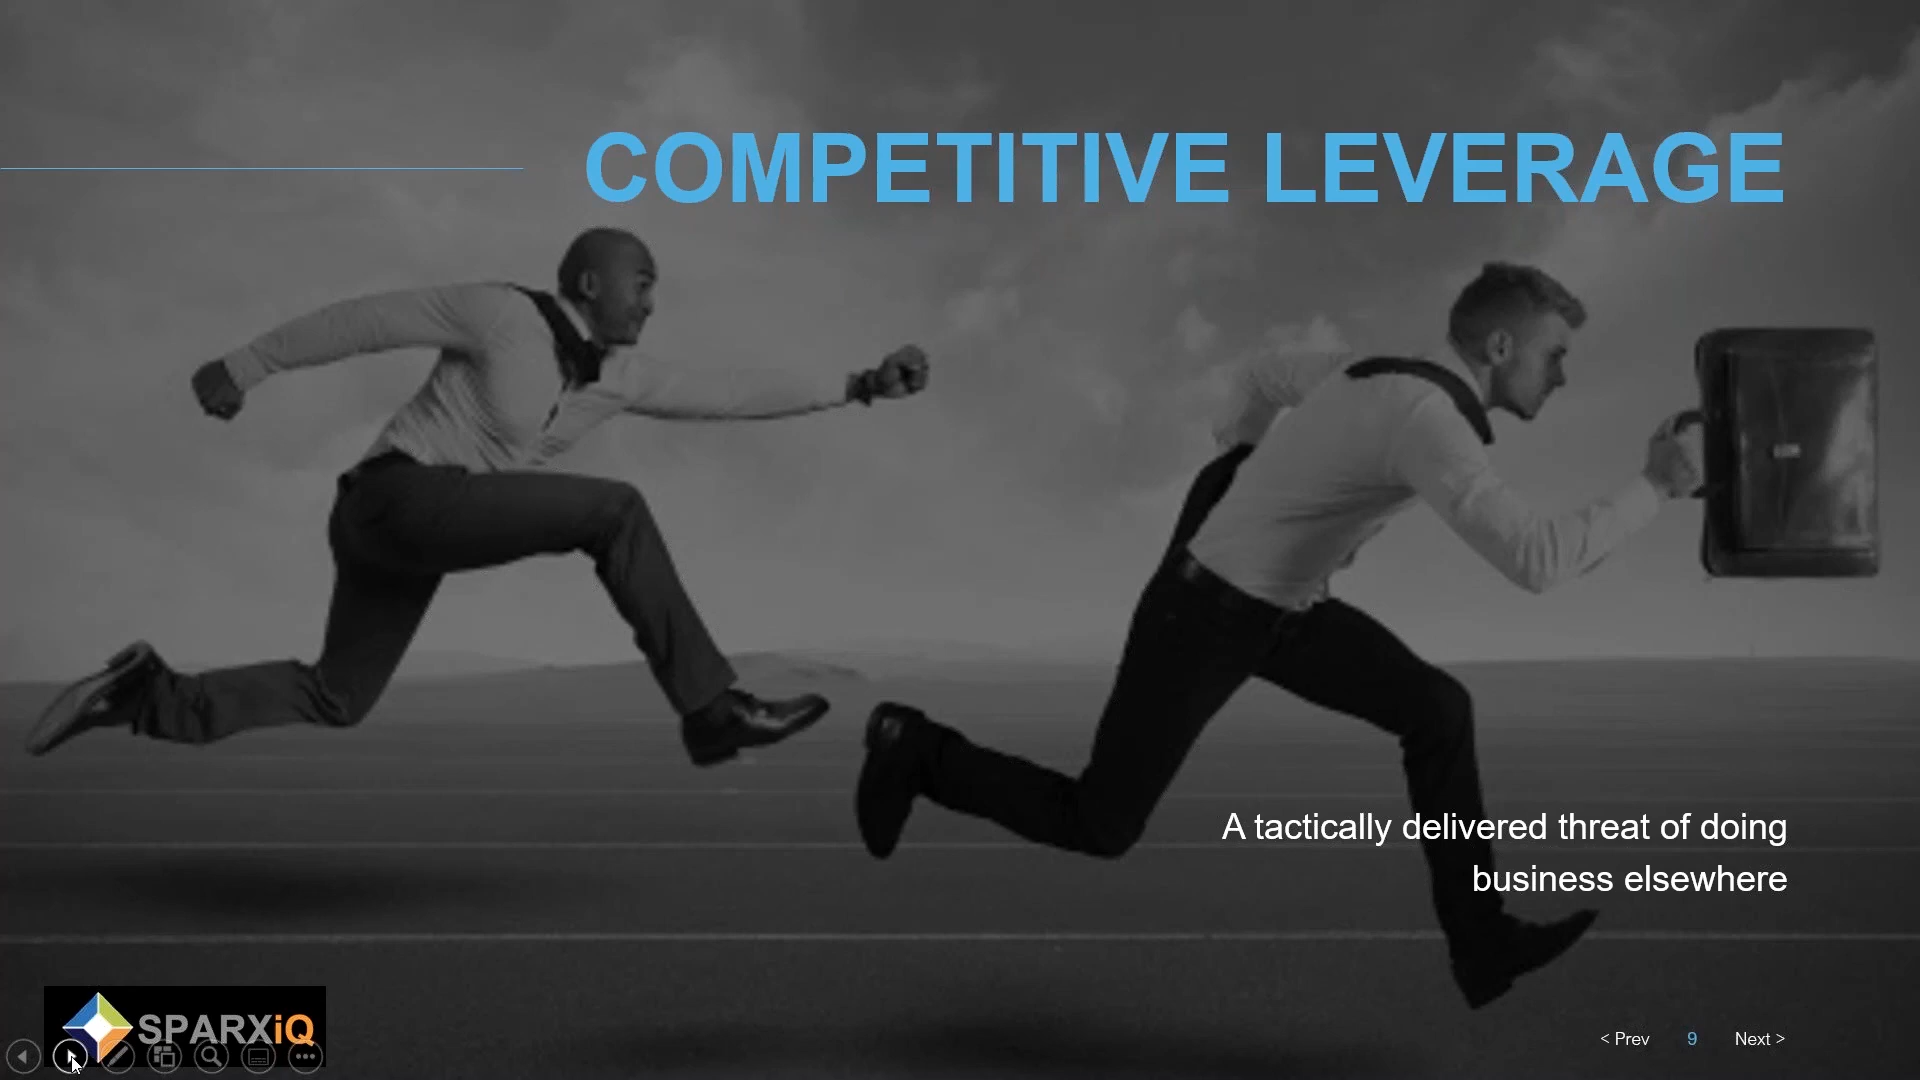 COMPETITIVE LEVERAGE
A tactically delivered threat of doing
business elsewhere
SPARXiQ
< Prev 9 Next >